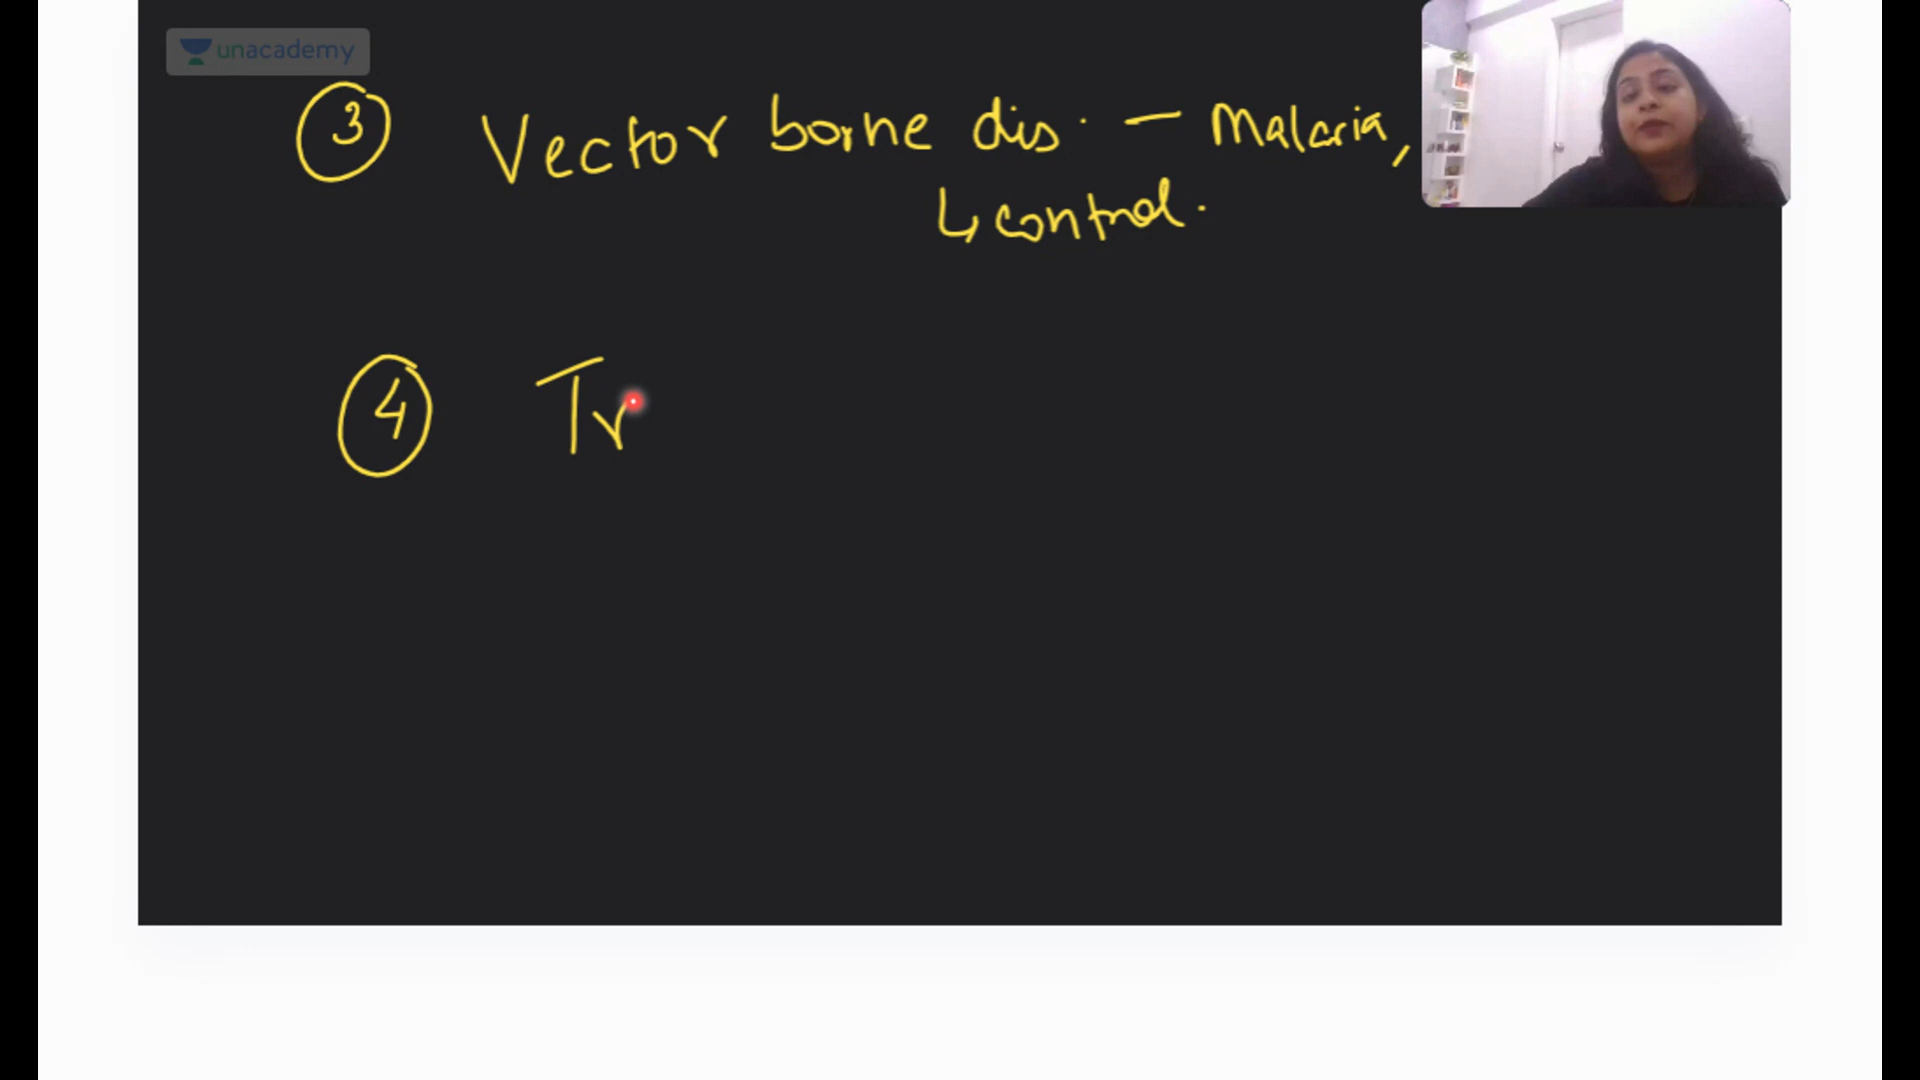 unacademy
③ Vector borne dis. – Malaria,
↳ control.
④ Tr